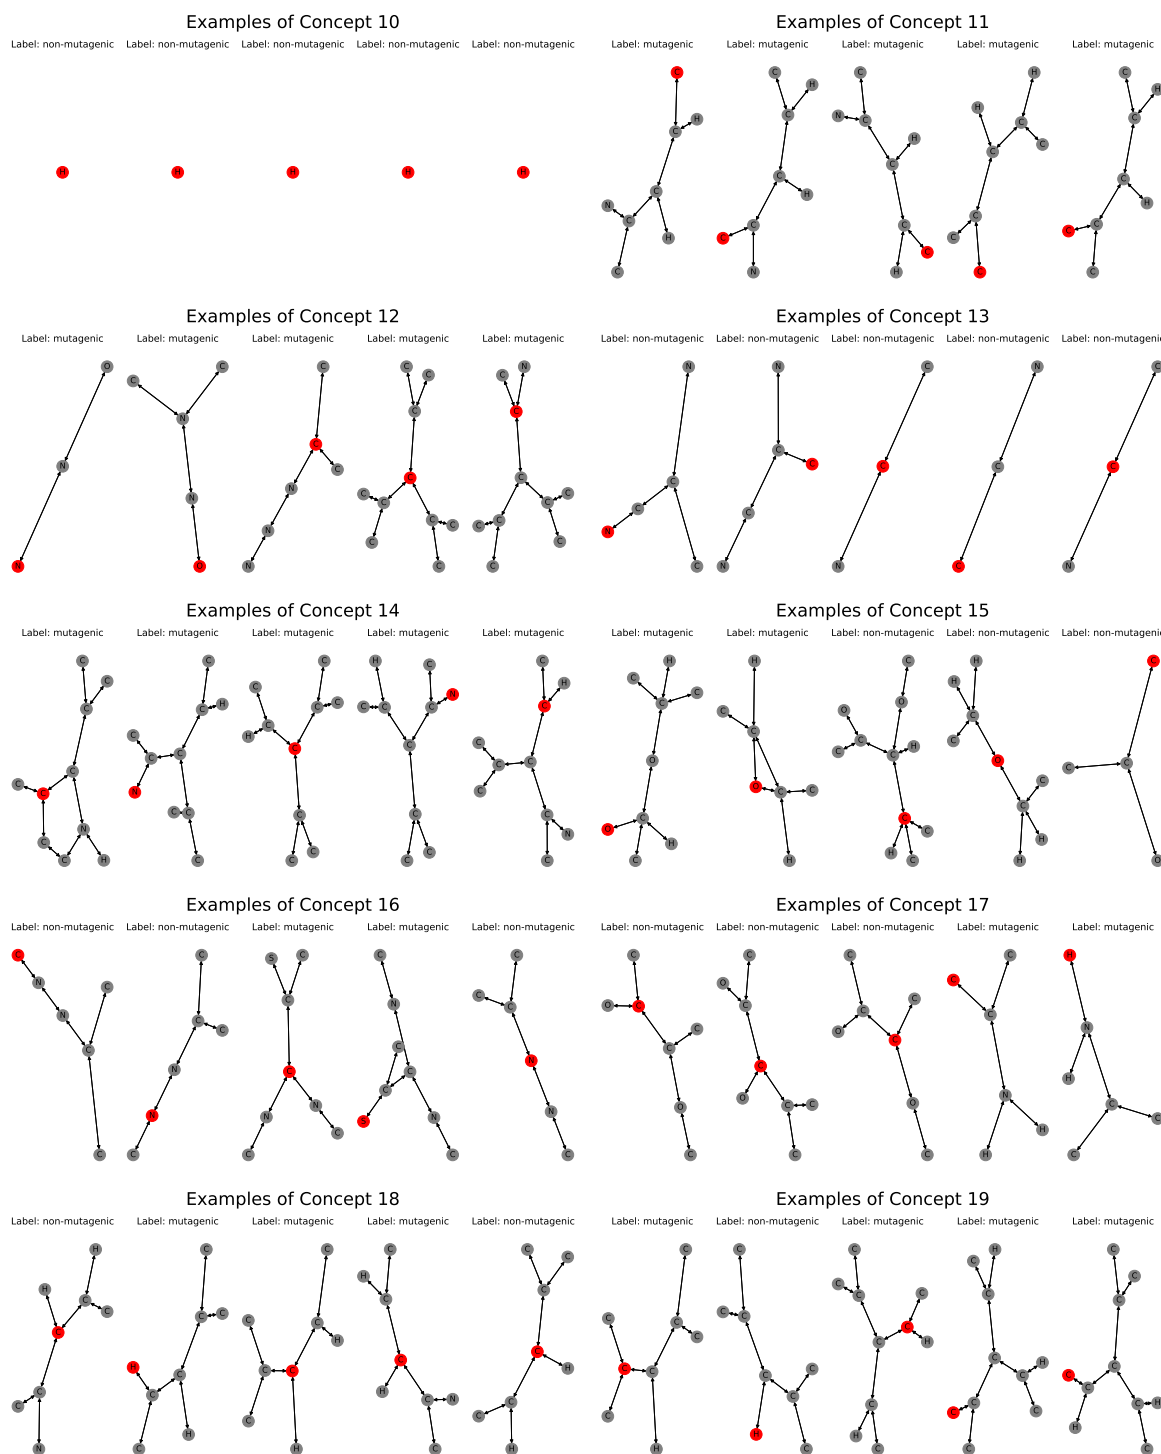 Examples of Concept 10
Label: non-mutagenic Label: non-mutagenic Label: non-mutagenic Label: non-mutagenic Label: non-mutagenic
H H H H H
Examples of Concept 11
Label: mutagenic Label: mutagenic Label: mutagenic Label: mutagenic Label: mutagenic
C C H N C H C
C H C H N C
C H C N
C N C H C H
H H C C C C
C H C H C C
Examples of Concept 12
Label: mutagenic Label: mutagenic Label: mutagenic Label: mutagenic Label: mutagenic
O N N
C C N N O
C C C N N N
C C C C C C C C C C
C N C C C C C C C C
Examples of Concept 13
Label: non-mutagenic Label: non-mutagenic Label: non-mutagenic Label: non-mutagenic Label: non-mutagenic
N C C N C
N C C C N
C C N
N C C
C C N
Examples of Concept 14
Label: mutagenic Label: mutagenic Label: mutagenic Label: mutagenic Label: mutagenic
C C C C C C N C C H
C C H C C C N C C C
C C C C C H C C C C
H C N C C C C C C C
C H C C C C C C N C
Examples of Concept 15
Label: mutagenic Label: mutagenic Label: non-mutagenic Label: non-mutagenic Label: non-mutagenic
H C C C O O C H C
H C C O C C H
C O O C C C H C H C C
H H C C O C C H H
C C C O
Examples of Concept 16
Label: non-mutagenic Label: non-mutagenic Label: mutagenic Label: mutagenic Label: mutagenic
C N N C C C
C C C N N C
S C C C N N C C
C N C C C S N C
C C C N N C
Examples of Concept 17
Label: non-mutagenic Label: non-mutagenic Label: non-mutagenic Label: mutagenic Label: mutagenic
C O C C C O C
C O C C O C C C
C C O C C O C
C C C N H H
H N H C C C
Examples of Concept 18
Label: non-mutagenic Label: mutagenic Label: mutagenic Label: mutagenic Label: non-mutagenic
H H C C C C C N
C C C H C C H C
C C H C C C C H
C H C C H C N C
C C C C H C C H
Examples of Concept 19
Label: mutagenic Label: non-mutagenic Label: mutagenic Label: mutagenic Label: mutagenic
C C C C C C C H
C C C C C C H C
C C C C C H C C H C
H C C C C H C C C
C C C C C C H C H C